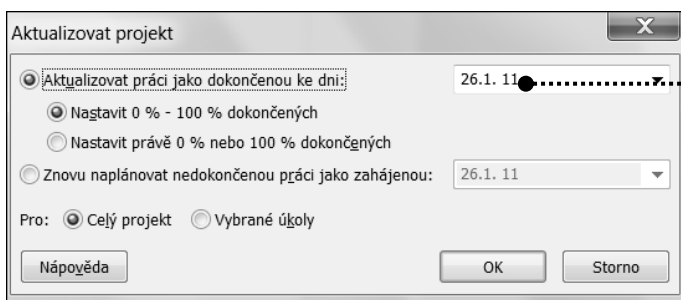 Aktualizovat projekt
Aktualizovat práci jako dokončenou ke dni: 26.1. 11
Nastavit 0 % - 100 % dokončených
Nastavit právě 0 % nebo 100 % dokončených
Znovu naplánovat nedokončenou práci jako zahájenou: 26.1. 11
Pro: Celý projekt Vybrané úkoly
Nápověda OK Storno